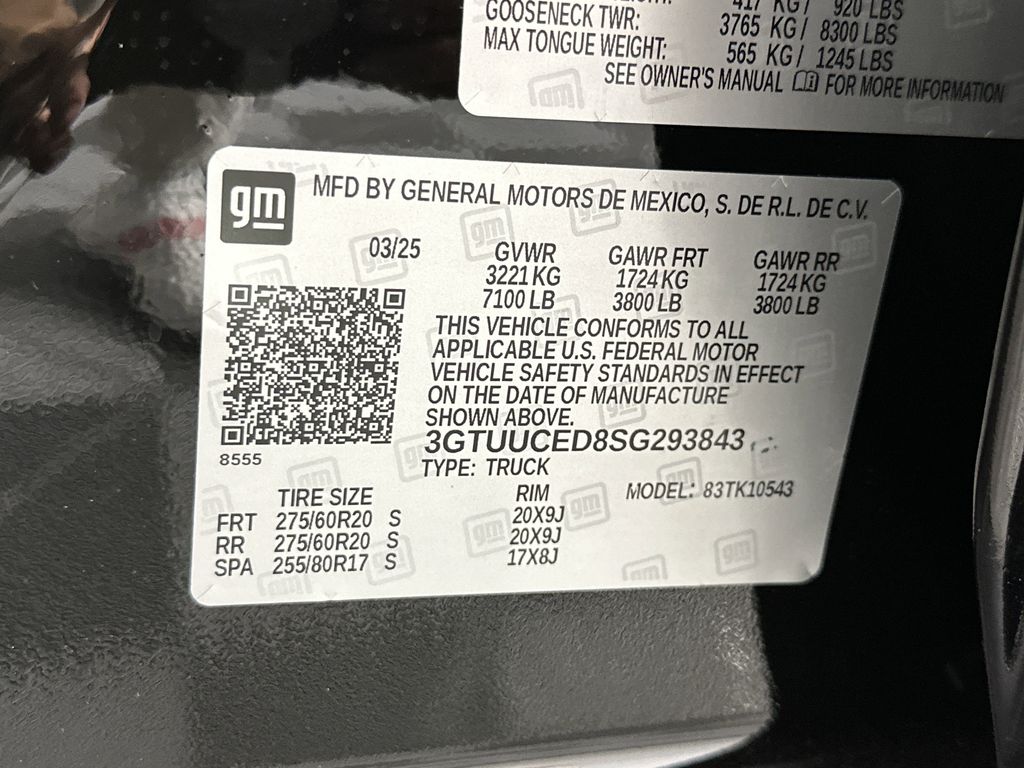 417 KG/ 920 LBS
GOOSENECK TWR: 3765 KG/ 8300 LBS
MAX TONGUE WEIGHT: 565 KG/ 1245 LBS
SEE OWNER'S MANUAL FOR MORE INFORMATION
gm
MFD BY GENERAL MOTORS DE MEXICO, S. DE R.L. DE C.V.
03/25 GVWR GAWR FRT GAWR RR
3221 KG 1724 KG 1724 KG
7100 LB 3800 LB 3800 LB
THIS VEHICLE CONFORMS TO ALL
APPLICABLE U.S. FEDERAL MOTOR
VEHICLE SAFETY STANDARDS IN EFFECT
ON THE DATE OF MANUFACTURE
SHOWN ABOVE.
3GTUUCED8SG293843
8555
TYPE: TRUCK
TIRE SIZE RIM MODEL: 83TK10543
FRT 275/60R20 S 20X9J
RR 275/60R20 S 20X9J
SPA 255/80R17 S 17X8J